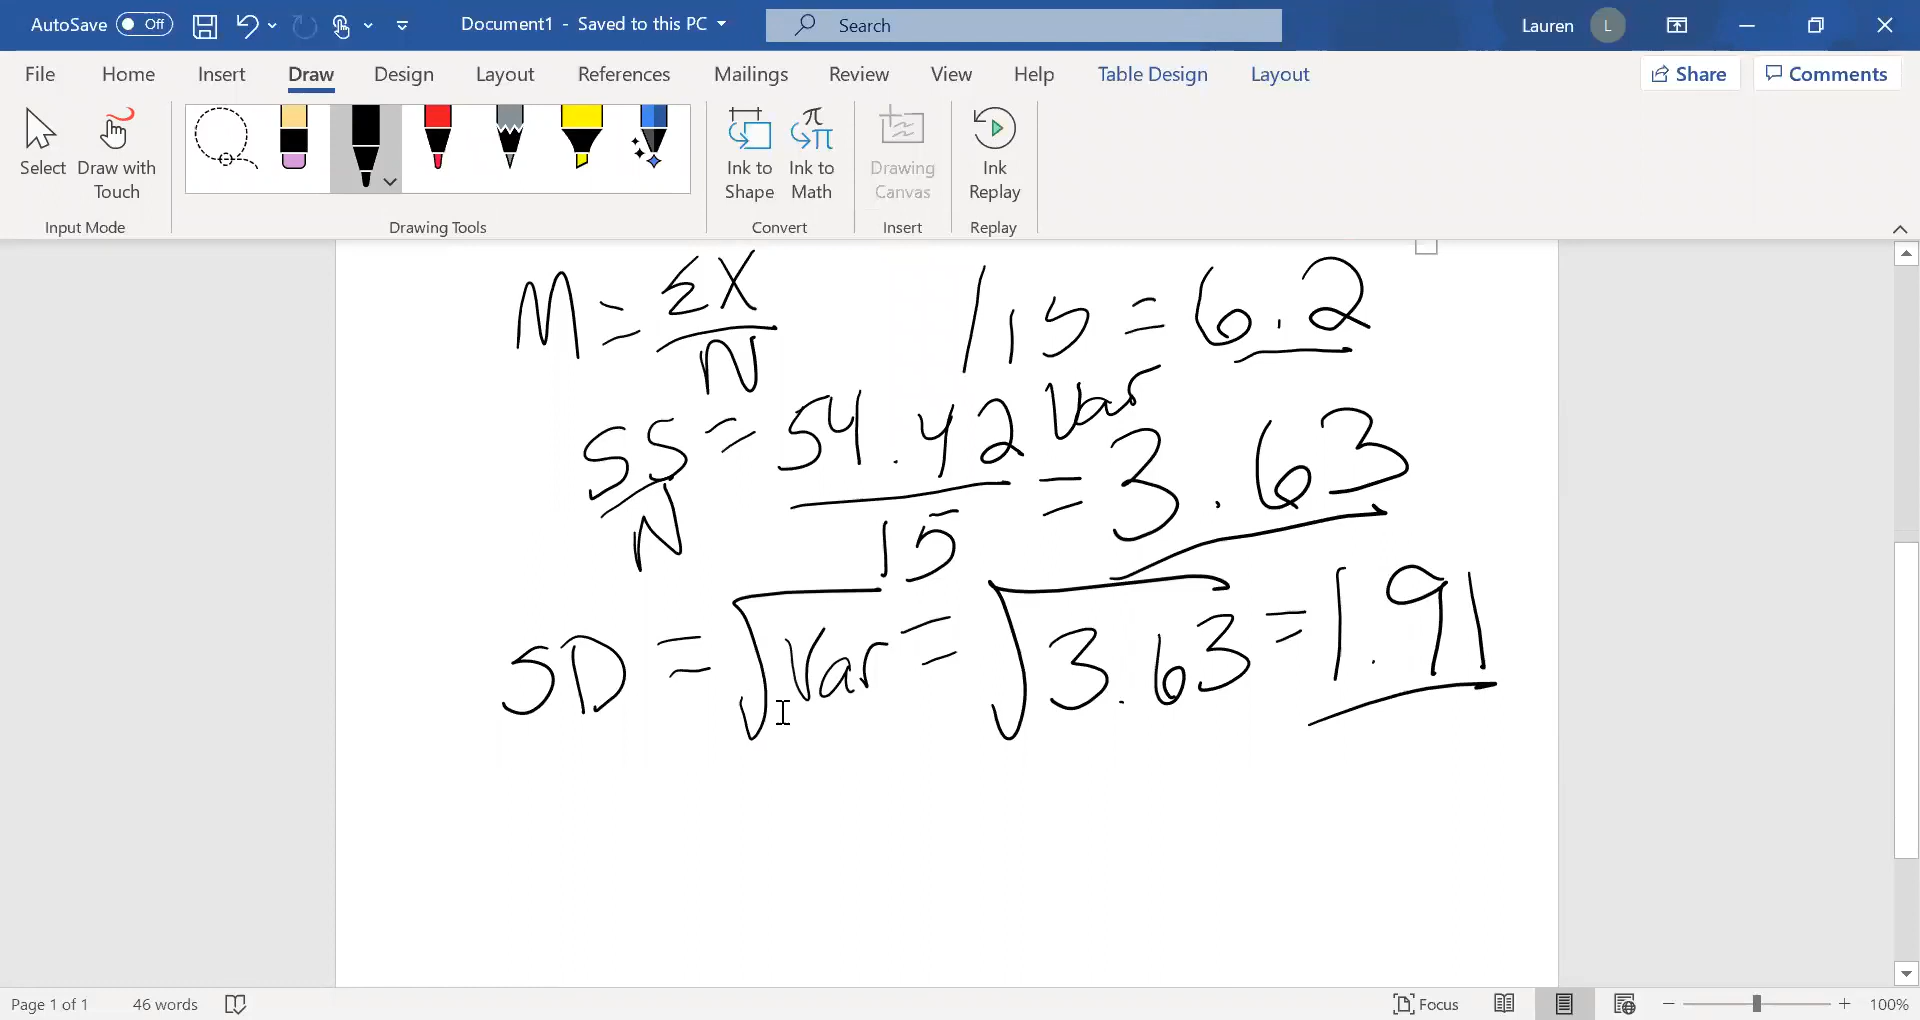 AutoSave Off Document1 - Saved to this PC Search Lauren L
File Home Insert Draw Design Layout References Mailings Review View Help Table Design Layout Share Comments
Select Draw with Touch Ink to Shape Ink to Math Drawing Canvas Ink Replay
Input Mode Drawing Tools Convert Insert Replay
M = ΣX / N /15 = 6.2
SS / N = 54.42 / 15 = 3.63 Var
SD = √Var = √3.63 = 1.91
Page 1 of 1 46 words Focus 100%